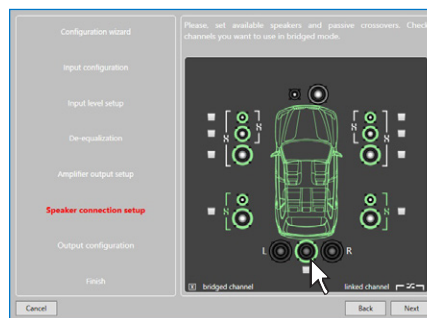 Configuration wizard
Input configuration
Input level setup
De-equalization
Amplifier output setup
Speaker connection setup
Output configuration
Finish
Please, set available speakers and passive crossovers. Check
channels you want to use in bridged mode.
L R
X bridged channel linked channel
Cancel Back Next